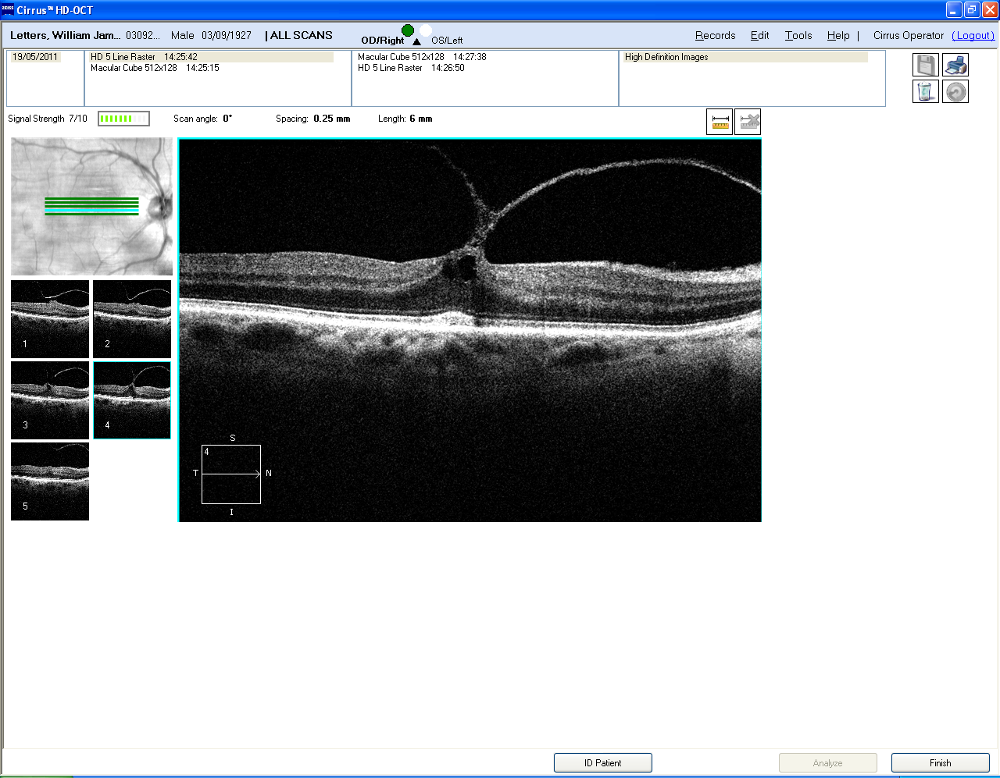 ZEISS Cirrus™ HD-OCT
Letters, William Jam... 03092... Male 03/09/1927 | ALL SCANS OD/Right OS/Left Records Edit Tools Help | Cirrus Operator (Logout)
19/05/2011 HD 5 Line Raster 14:25:42 Macular Cube 512x128 14:27:38 High Definition Images
Macular Cube 512x128 14:25:15 HD 5 Line Raster 14:26:50
Signal Strength 7/10 Scan angle: 0° Spacing: 0.25 mm Length: 6 mm
1 2
3 4
5
S
4
T N
I
ID Patient Analyze Finish